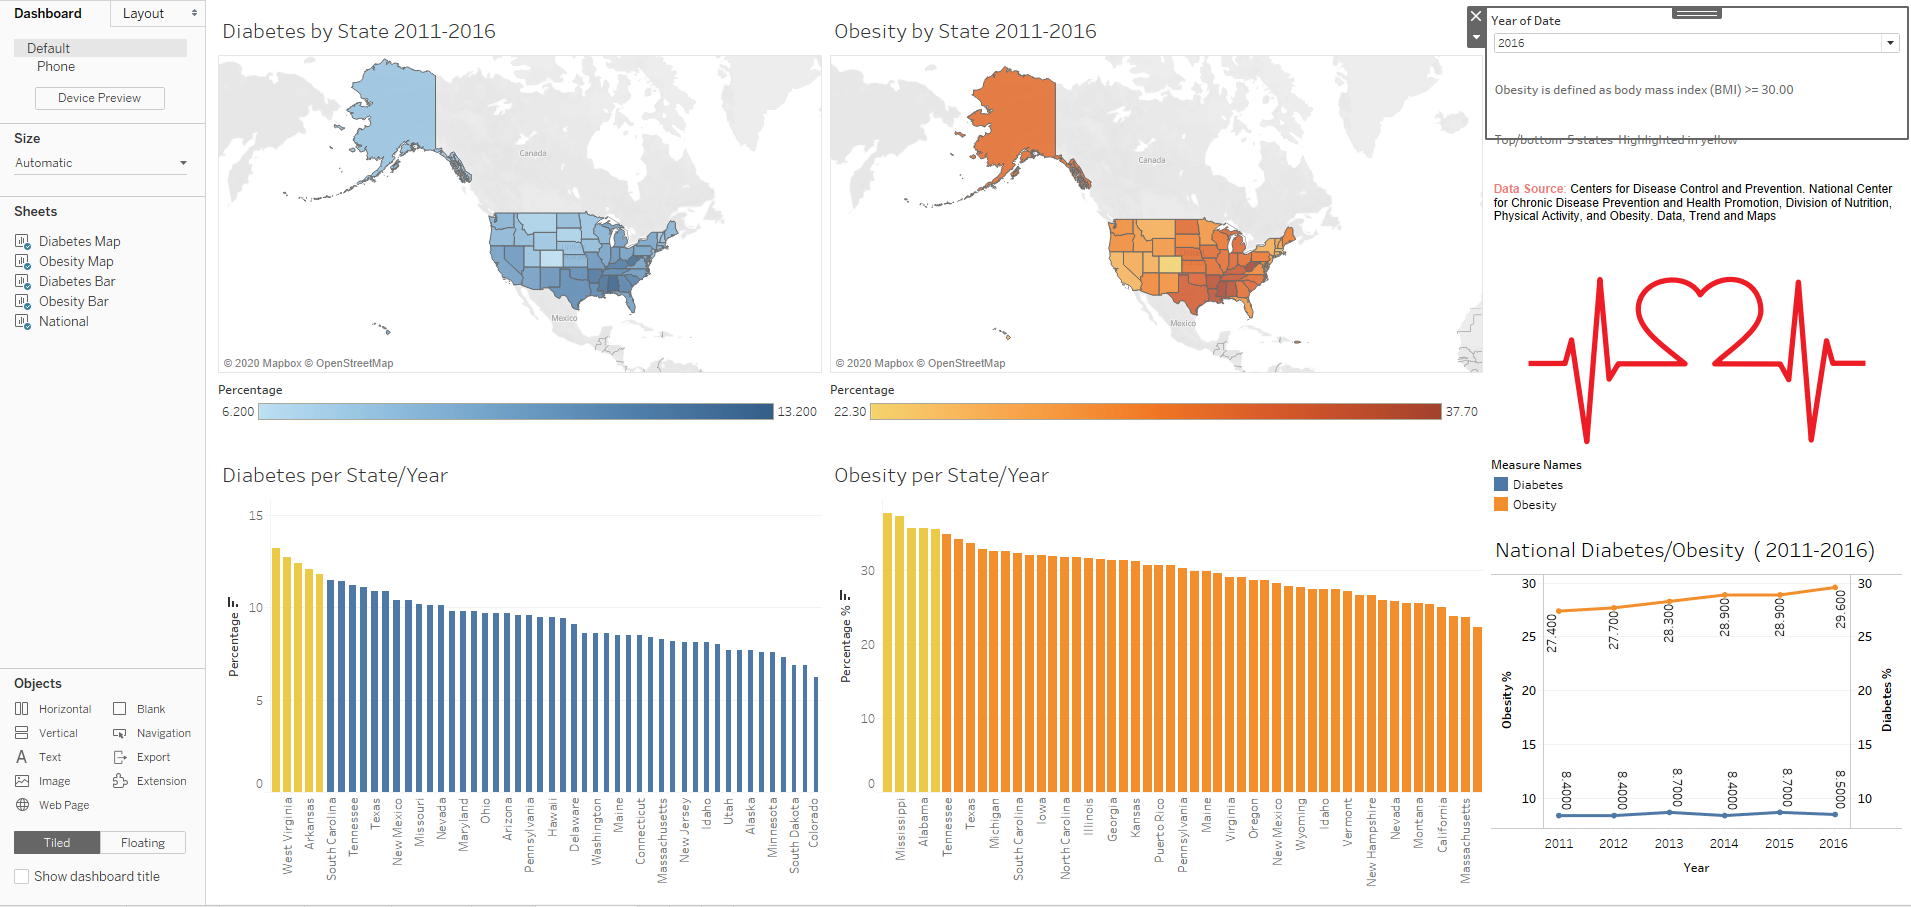 Dashboard
Layout
Default
Phone
Device Preview
Size
Automatic
Sheets
Diabetes Map
Obesity Map
Diabetes Bar
Obesity Bar
National
Objects
Horizontal
Blank
Vertical
Navigation
Text
Export
Image
Extension
Web Page
Tiled
Floating
Show dashboard title
Diabetes by State 2011-2016
Canada
Mexico
© 2020 Mapbox © OpenStreetMap
Percentage
6.200
13.200
Obesity by State 2011-2016
Canada
Mexico
© 2020 Mapbox © OpenStreetMap
Percentage
22.30
37.70
Year of Date
2016
Obesity is defined as body mass index (BMI) >= 30.00
Top/bottom 5 states Highlighted in yellow
Data Source: Centers for Disease Control and Prevention. National Center
for Chronic Disease Prevention and Health Promotion, Division of Nutrition,
Physical Activity, and Obesity. Data, Trend and Maps
Diabetes per State/Year
Percentage
15
10
5
0
West Virginia
Arkansas
South Carolina
Tennessee
Texas
New Mexico
Missouri
Nevada
Maryland
Ohio
Arizona
Pennsylvania
Hawaii
Delaware
Washington
Maine
Connecticut
Massachusetts
New Jersey
Idaho
Utah
Alaska
Minnesota
South Dakota
Colorado
Obesity per State/Year
Percentage %
30
20
10
0
Mississippi
Alabama
Tennessee
Texas
Michigan
South Carolina
Iowa
North Carolina
Illinois
Georgia
Kansas
Puerto Rico
Pennsylvania
Maine
Virginia
Oregon
New Mexico
Wyoming
Idaho
Vermont
New Hampshire
Nevada
Montana
California
Massachusetts
Measure Names
Diabetes
Obesity
National Diabetes/Obesity ( 2011-2016)
Obesity %
30
25
20
15
10
27.400
27.700
28.300
28.900
28.900
29.600
8.4000
8.4000
8.7000
8.4000
8.7000
8.5000
30
25
20
15
10
Diabetes %
2011
2012
2013
2014
2015
2016
Year